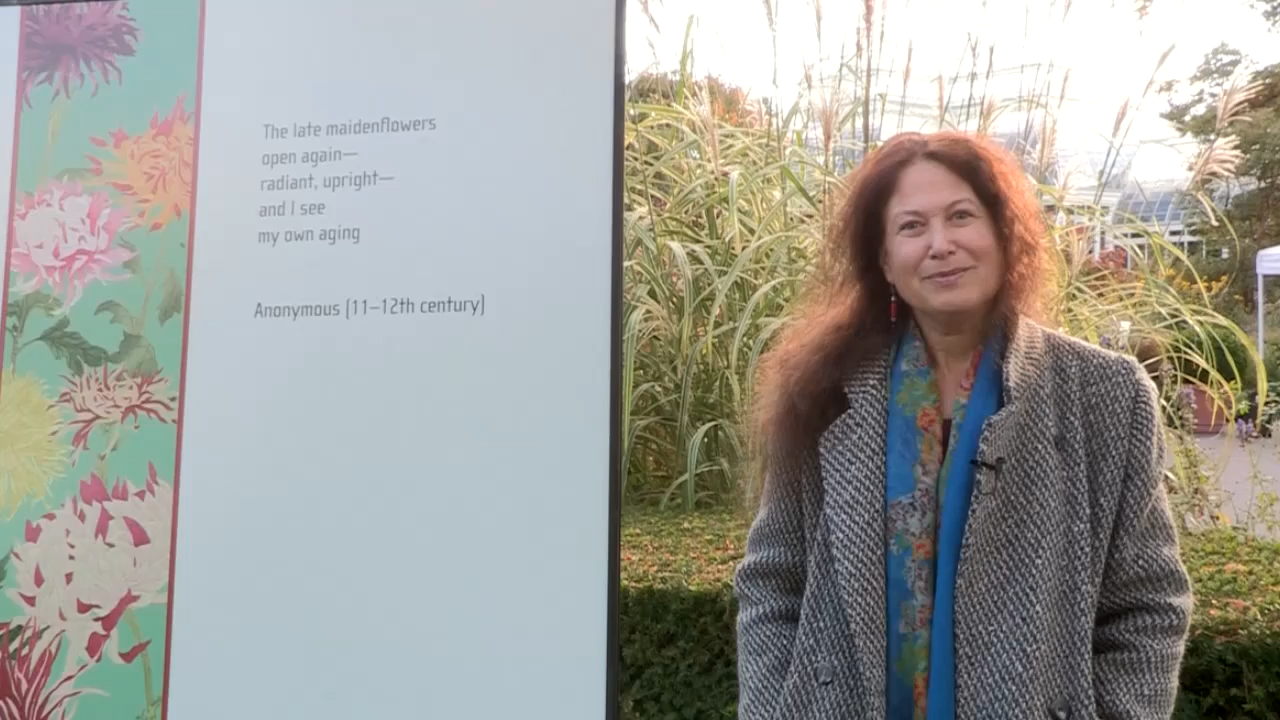 The late maidenflowers
open again—
radiant, upright—
and I see
my own aging
Anonymous (11–12th century)